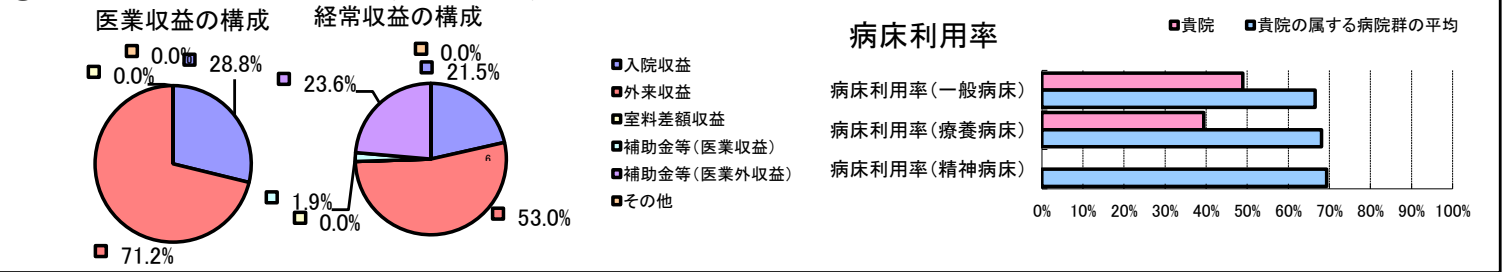 医業収益の構成
0.0%
0.0%
28.8%
71.2%
経常収益の構成
0.0%
21.5%
23.6%
6
1.9%
0.0%
53.0%
入院収益
外来収益
室料差額収益
補助金等(医業収益)
補助金等(医業外収益)
その他
病床利用率
貴院
貴院の属する病院群の平均
病床利用率(一般病床)
病床利用率(療養病床)
病床利用率(精神病床)
0% 10% 20% 30% 40% 50% 60% 70% 80% 90% 100%